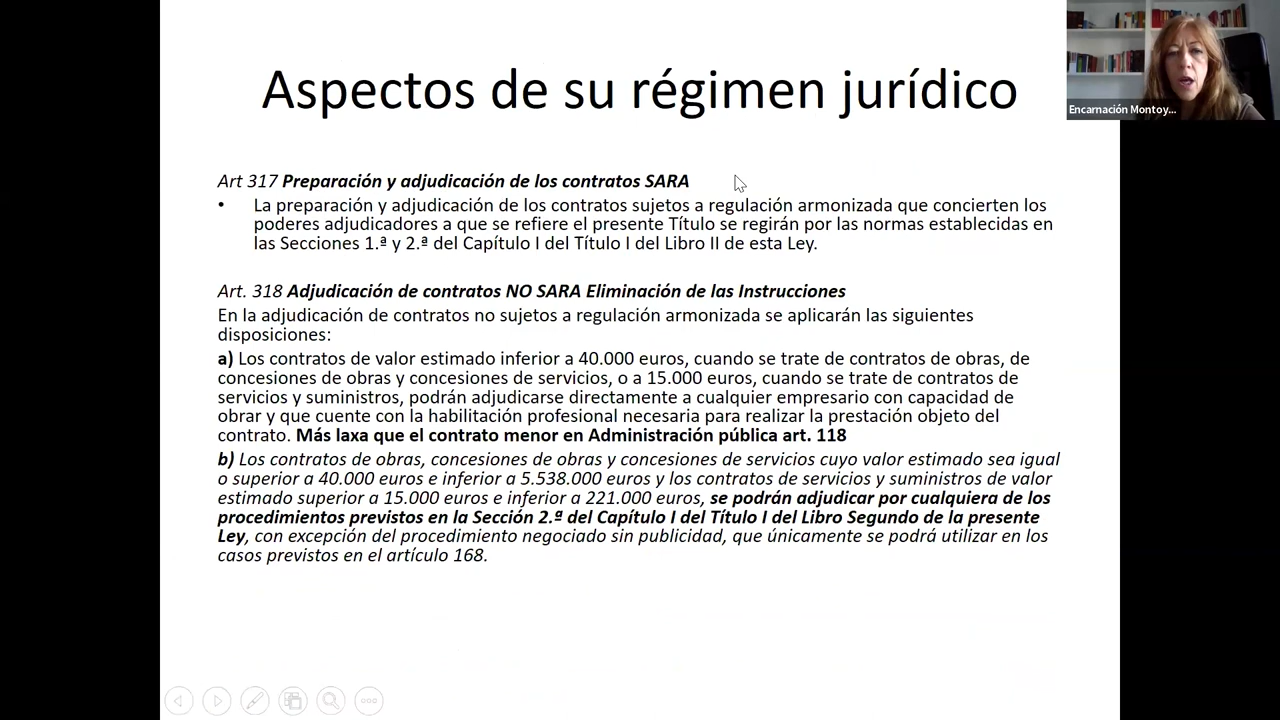 Aspectos de su régimen jurídico
Encarnación Montoy...
Art 317 Preparación y adjudicación de los contratos SARA
• La preparación y adjudicación de los contratos sujetos a regulación armonizada que concierten los
poderes adjudicadores a que se refiere el presente Título se regirán por las normas establecidas en
las Secciones 1.ª y 2.ª del Capítulo I del Título I del Libro II de esta Ley.
Art. 318 Adjudicación de contratos NO SARA Eliminación de las Instrucciones
En la adjudicación de contratos no sujetos a regulación armonizada se aplicarán las siguientes
disposiciones:
a) Los contratos de valor estimado inferior a 40.000 euros, cuando se trate de contratos de obras, de
concesiones de obras y concesiones de servicios, o a 15.000 euros, cuando se trate de contratos de
servicios y suministros, podrán adjudicarse directamente a cualquier empresario con capacidad de
obrar y que cuente con la habilitación profesional necesaria para realizar la prestación objeto del
contrato. Más laxa que el contrato menor en Administración pública art. 118
b) Los contratos de obras, concesiones de obras y concesiones de servicios cuyo valor estimado sea igual
o superior a 40.000 euros e inferior a 5.538.000 euros y los contratos de servicios y suministros de valor
estimado superior a 15.000 euros e inferior a 221.000 euros, se podrán adjudicar por cualquiera de los
procedimientos previstos en la Sección 2.ª del Capítulo I del Título I del Libro Segundo de la presente
Ley, con excepción del procedimiento negociado sin publicidad, que únicamente se podrá utilizar en los
casos previstos en el artículo 168.